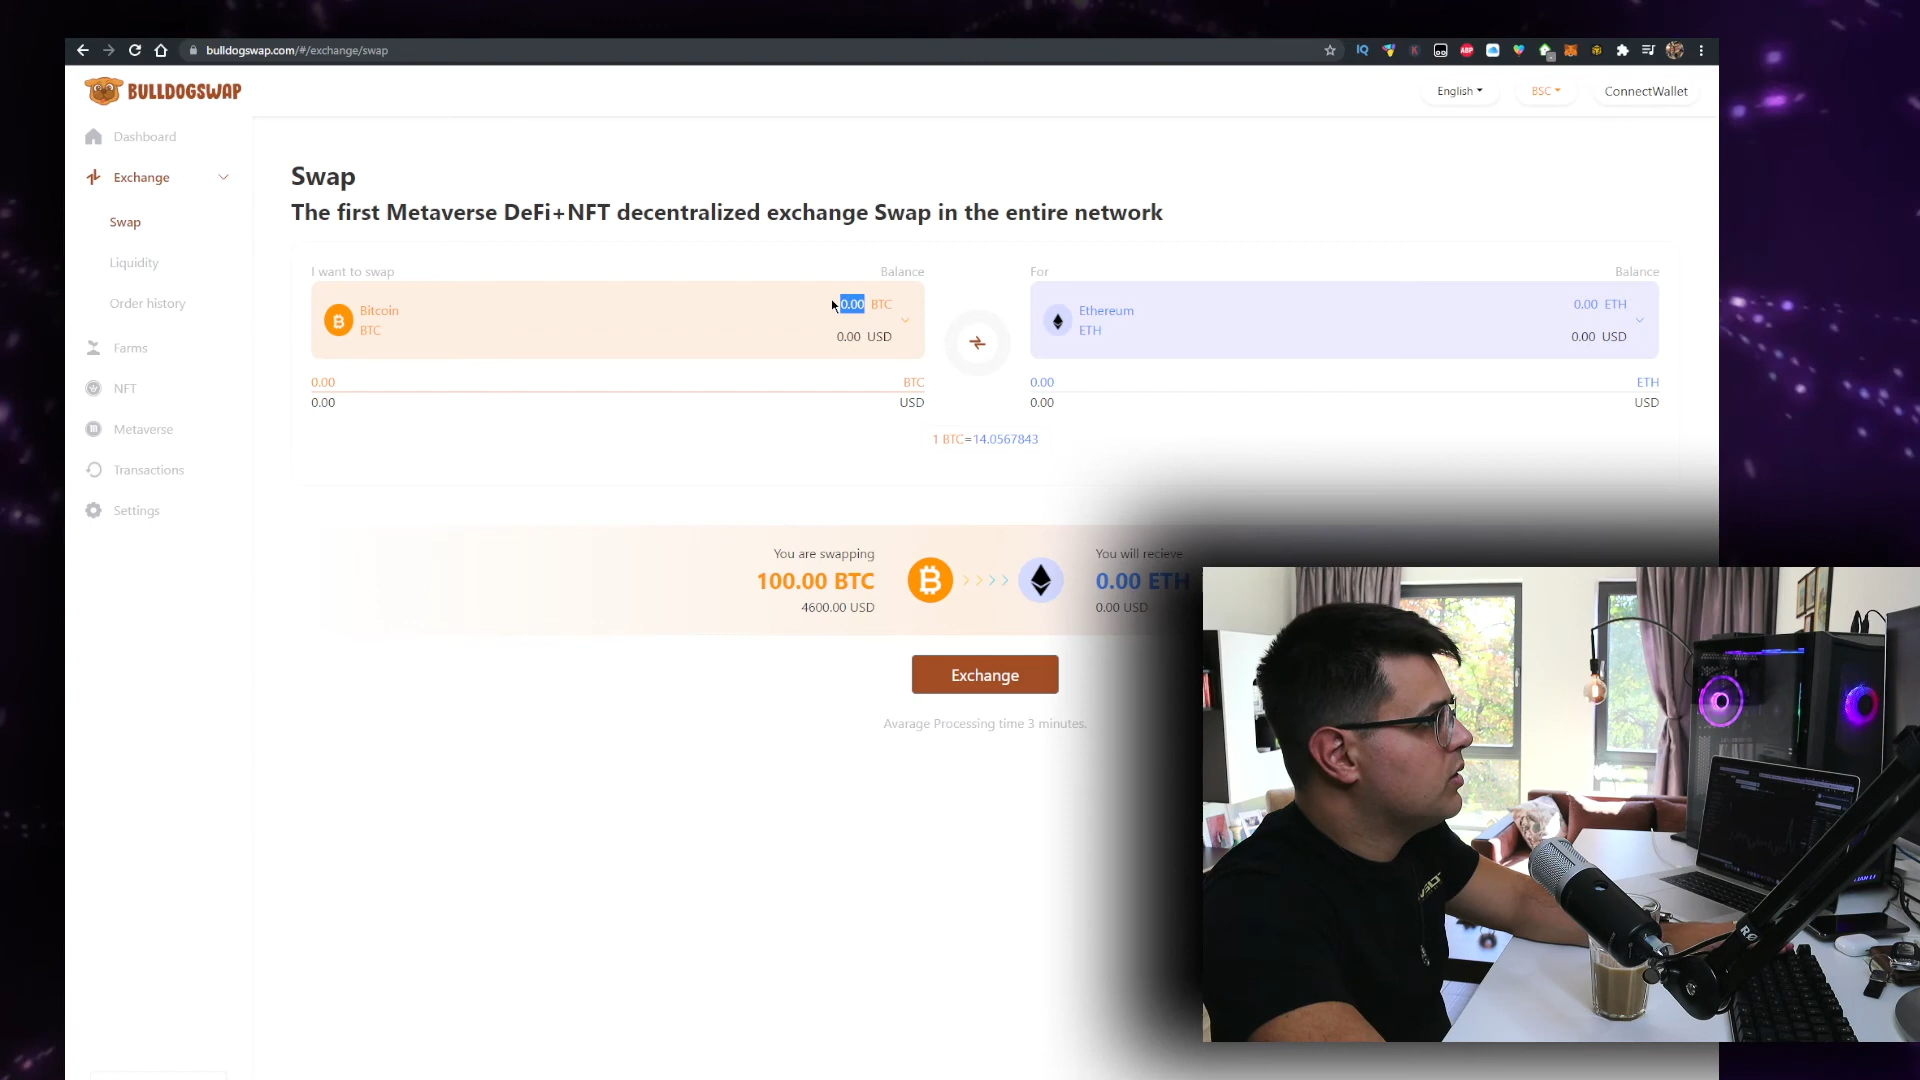 bulldogswap.com/#/exchange/swap
IQ
K
ABP
BULLDOGSWAP
English
BSC
ConnectWallet
Dashboard
Exchange
Swap
Liquidity
Order history
Farms
NFT
Metaverse
Transactions
Settings
Swap
The first Metaverse DeFi+NFT decentralized exchange Swap in the entire network
I want to swap
Balance
Bitcoin
BTC
0.00 BTC
0.00 USD
0.00
BTC
0.00
USD
For
Balance
Ethereum
ETH
0.00 ETH
0.00 USD
0.00
ETH
0.00
USD
1 BTC=14.0567843
You are swapping
100.00 BTC
4600.00 USD
You will recieve
0.00 ETH
0.00 USD
Exchange
Avarage Processing time 3 minutes.